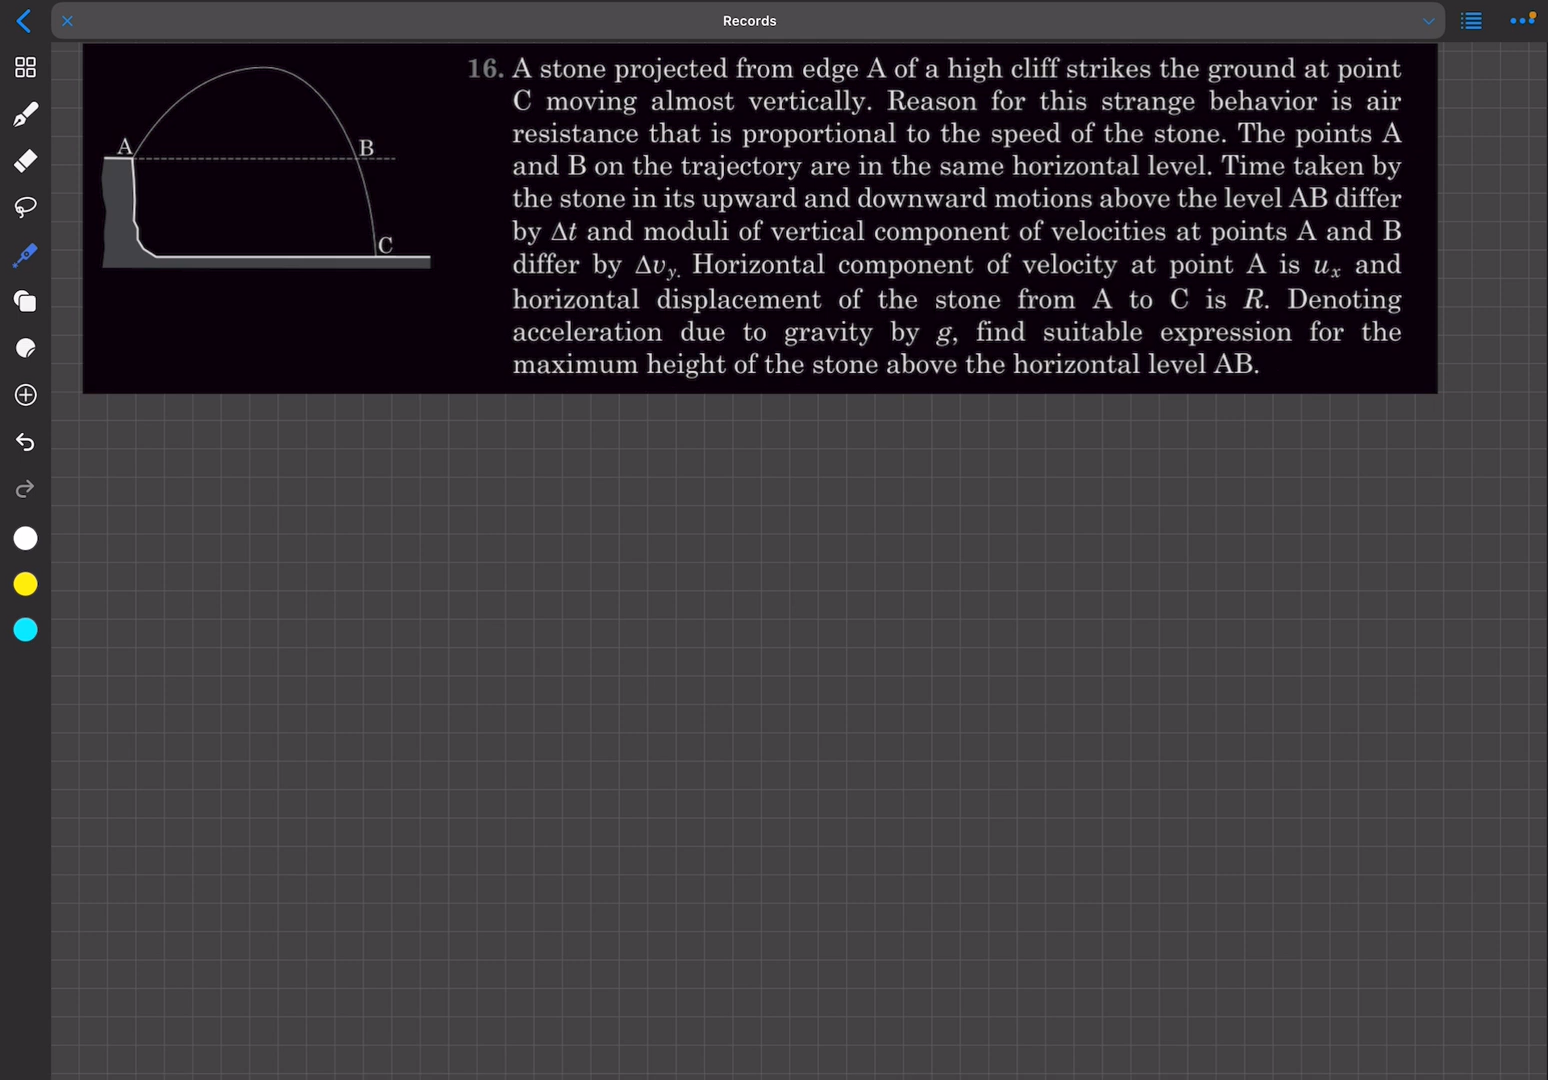 Records
16. A stone projected from edge A of a high cliff strikes the ground at point
C moving almost vertically. Reason for this strange behavior is air
resistance that is proportional to the speed of the stone. The points A
and B on the trajectory are in the same horizontal level. Time taken by
the stone in its upward and downward motions above the level AB differ
by Δt and moduli of vertical component of velocities at points A and B
differ by Δv_y. Horizontal component of velocity at point A is u_x and
horizontal displacement of the stone from A to C is R. Denoting
acceleration due to gravity by g, find suitable expression for the
maximum height of the stone above the horizontal level AB.
A
B
C